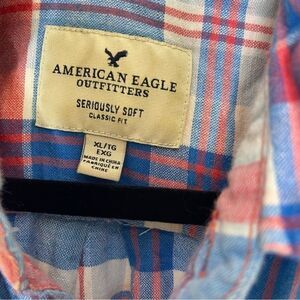 AMERICAN EAGLE
OUTFITTERS
SERIOUSLY SOFT
CLASSIC FIT
XL/TG
EXG
MADE IN CHINA
FABRIQUÉ EN
CHINE